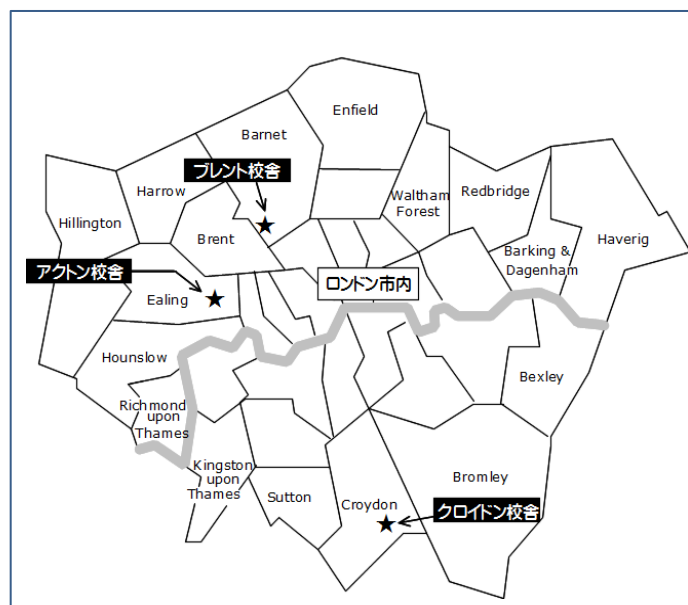 Enfield
Barnet
ブレント校舎
Harrow
Waltham
Forest
Redbridge
Hillington
Brent
Haverig
Barking &
Dagenham
アクトン校舎
ロンドン市内
Ealing
Hounslow
Bexley
Richmond
upon
Thames
Kingston
upon
Thames
Sutton
Croydon
Bromley
クロイドン校舎